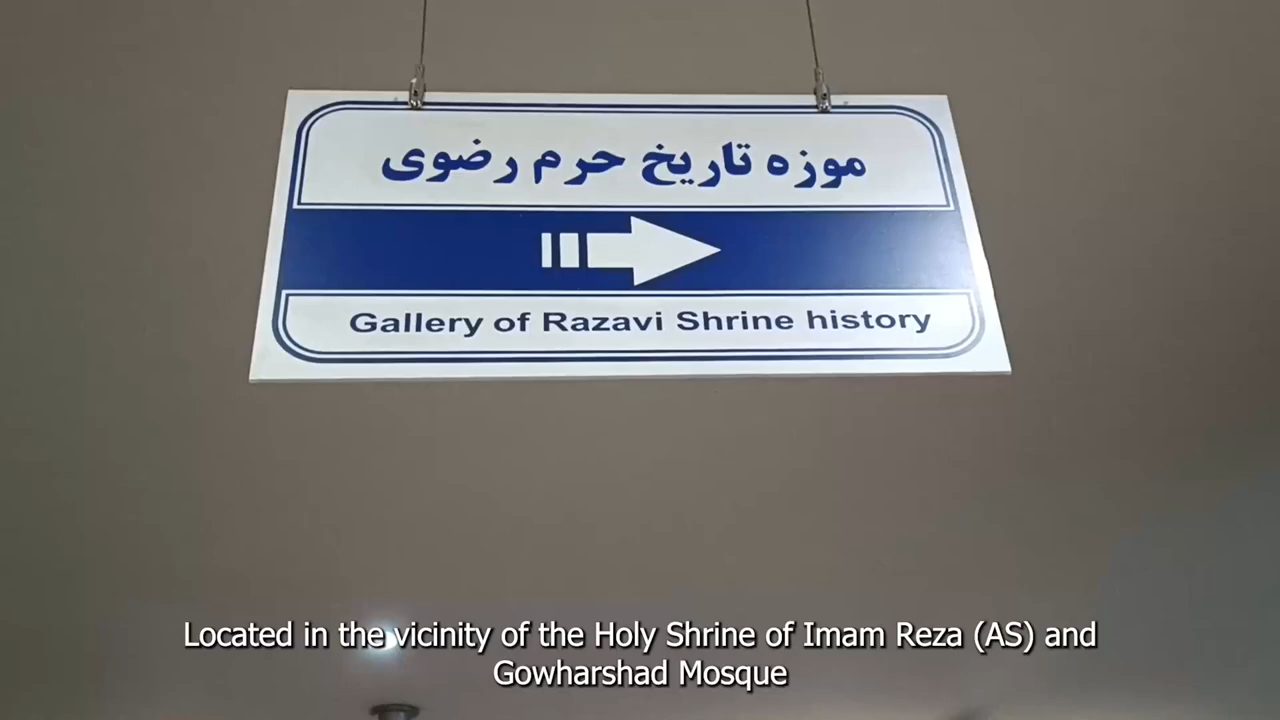 موزه تاریخ حرم رضوی
Gallery of Razavi Shrine history
Located in the vicinity of the Holy Shrine of Imam Reza (AS) and
Gowharshad Mosque